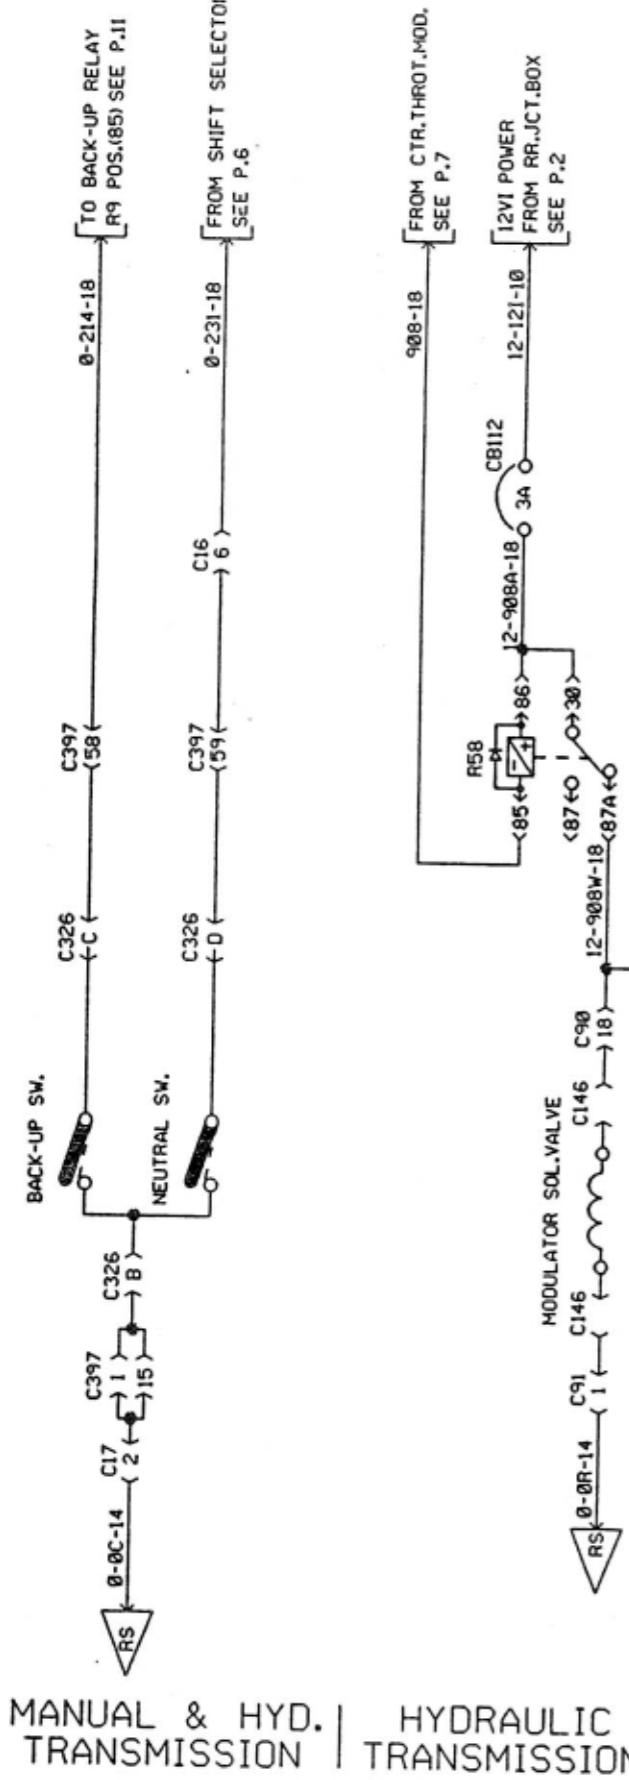 TO BACK-UP RELAY
R9 POS.(85) SEE P.11
FROM SHIFT SELECTOR
SEE P.6
FROM CTR.THROT.MOD.
SEE P.7
12VI POWER
FROM RR.JCT.BOX
SEE P.2
0-214-18
0-231-18
908-18
12-12I-10
CB112
3A
C16
6
12-908A-18
C397
58
C397
59
R58
86
30
85
87
87A
- +
12-908W-18
C326
C
C326
D
C90
18
C146
BACK-UP SW.
NEUTRAL SW.
MODULATOR SOL.VALVE
C326
B
C146
C397
1
15
C91
1
C17
2
0-0C-14
0-0R-14
RS
RS
MANUAL & HYD.
TRANSMISSION
HYDRAULIC
TRANSMISSION